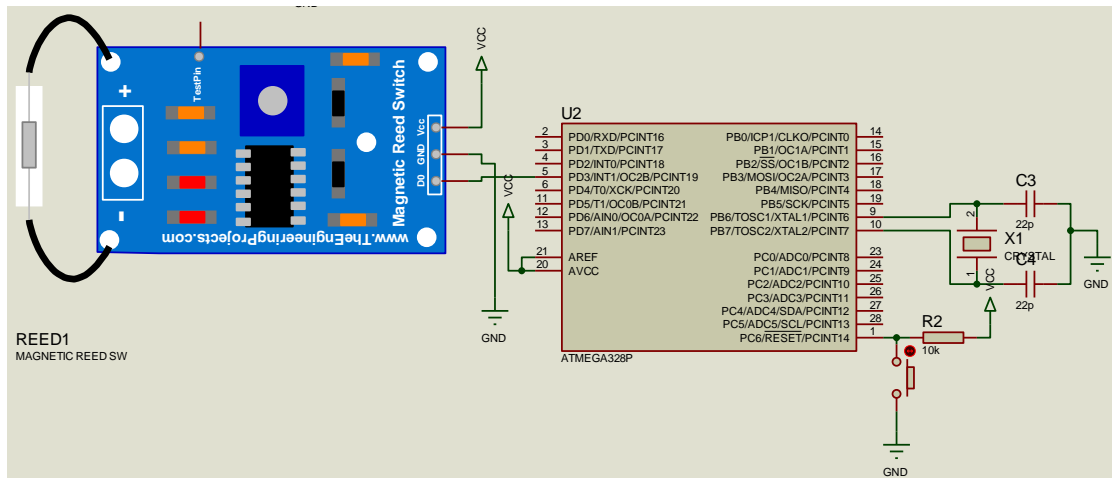 GND
TestPin
+
-
Magnetic Reed Switch
www.TheEngineeringProjects.com
Vcc
GND
D0
VCC
VCC
GND
REED1
MAGNETIC REED SW
U2
2 PD0/RXD/PCINT16
3 PD1/TXD/PCINT17
4 PD2/INT0/PCINT18
5 PD3/INT1/OC2B/PCINT19
6 PD4/T0/XCK/PCINT20
11 PD5/T1/OC0B/PCINT21
12 PD6/AIN0/OC0A/PCINT22
13 PD7/AIN1/PCINT23
21 AREF
20 AVCC
PB0/ICP1/CLKO/PCINT0 14
PB1/OC1A/PCINT1 15
PB2/SS/OC1B/PCINT2 16
PB3/MOSI/OC2A/PCINT3 17
PB4/MISO/PCINT4 18
PB5/SCK/PCINT5 19
PB6/TOSC1/XTAL1/PCINT6 9
PB7/TOSC2/XTAL2/PCINT7 10
PC0/ADC0/PCINT8 23
PC1/ADC1/PCINT9 24
PC2/ADC2/PCINT10 25
PC3/ADC3/PCINT11 26
PC4/ADC4/SDA/PCINT12 27
PC5/ADC5/SCL/PCINT13 28
PC6/RESET/PCINT14 1
ATMEGA328P
C3
22p
2
X1
CRYSTAL
1
C4
22p
GND
VCC
R2
10k
GND